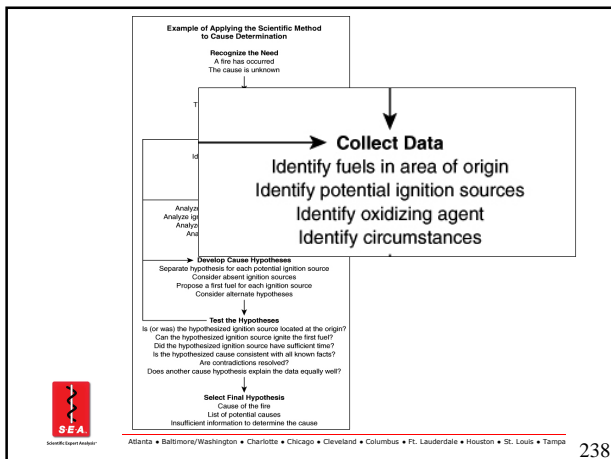 Example of Applying the Scientific Method
to Cause Determination
Recognize the Need
A fire has occurred
The cause is unknown
T
Collect Data
Identify fuels in area of origin
Identify potential ignition sources
Identify oxidizing agent
Identify circumstances
Id
Analyz
Analyze ig
Analyz
Ana
Develop Cause Hypotheses
Separate hypothesis for each potential ignition source
Consider absent ignition sources
Propose a first fuel for each ignition source
Consider alternate hypotheses
Test the Hypotheses
Is (or was) the hypothesized ignition source located at the origin?
Can the hypothesized ignition source ignite the first fuel?
Did the hypothesized ignition source have sufficient time?
Is the hypothesized cause consistent with all known facts?
Are contradictions resolved?
Does another cause hypothesis explain the data equally well?
Select Final Hypothesis
Cause of the fire
List of potential causes
Insufficient information to determine the cause
S·E·A
Scientific Expert Analysis
Atlanta • Baltimore/Washington • Charlotte • Chicago • Cleveland • Columbus • Ft. Lauderdale • Houston • St. Louis • Tampa
238